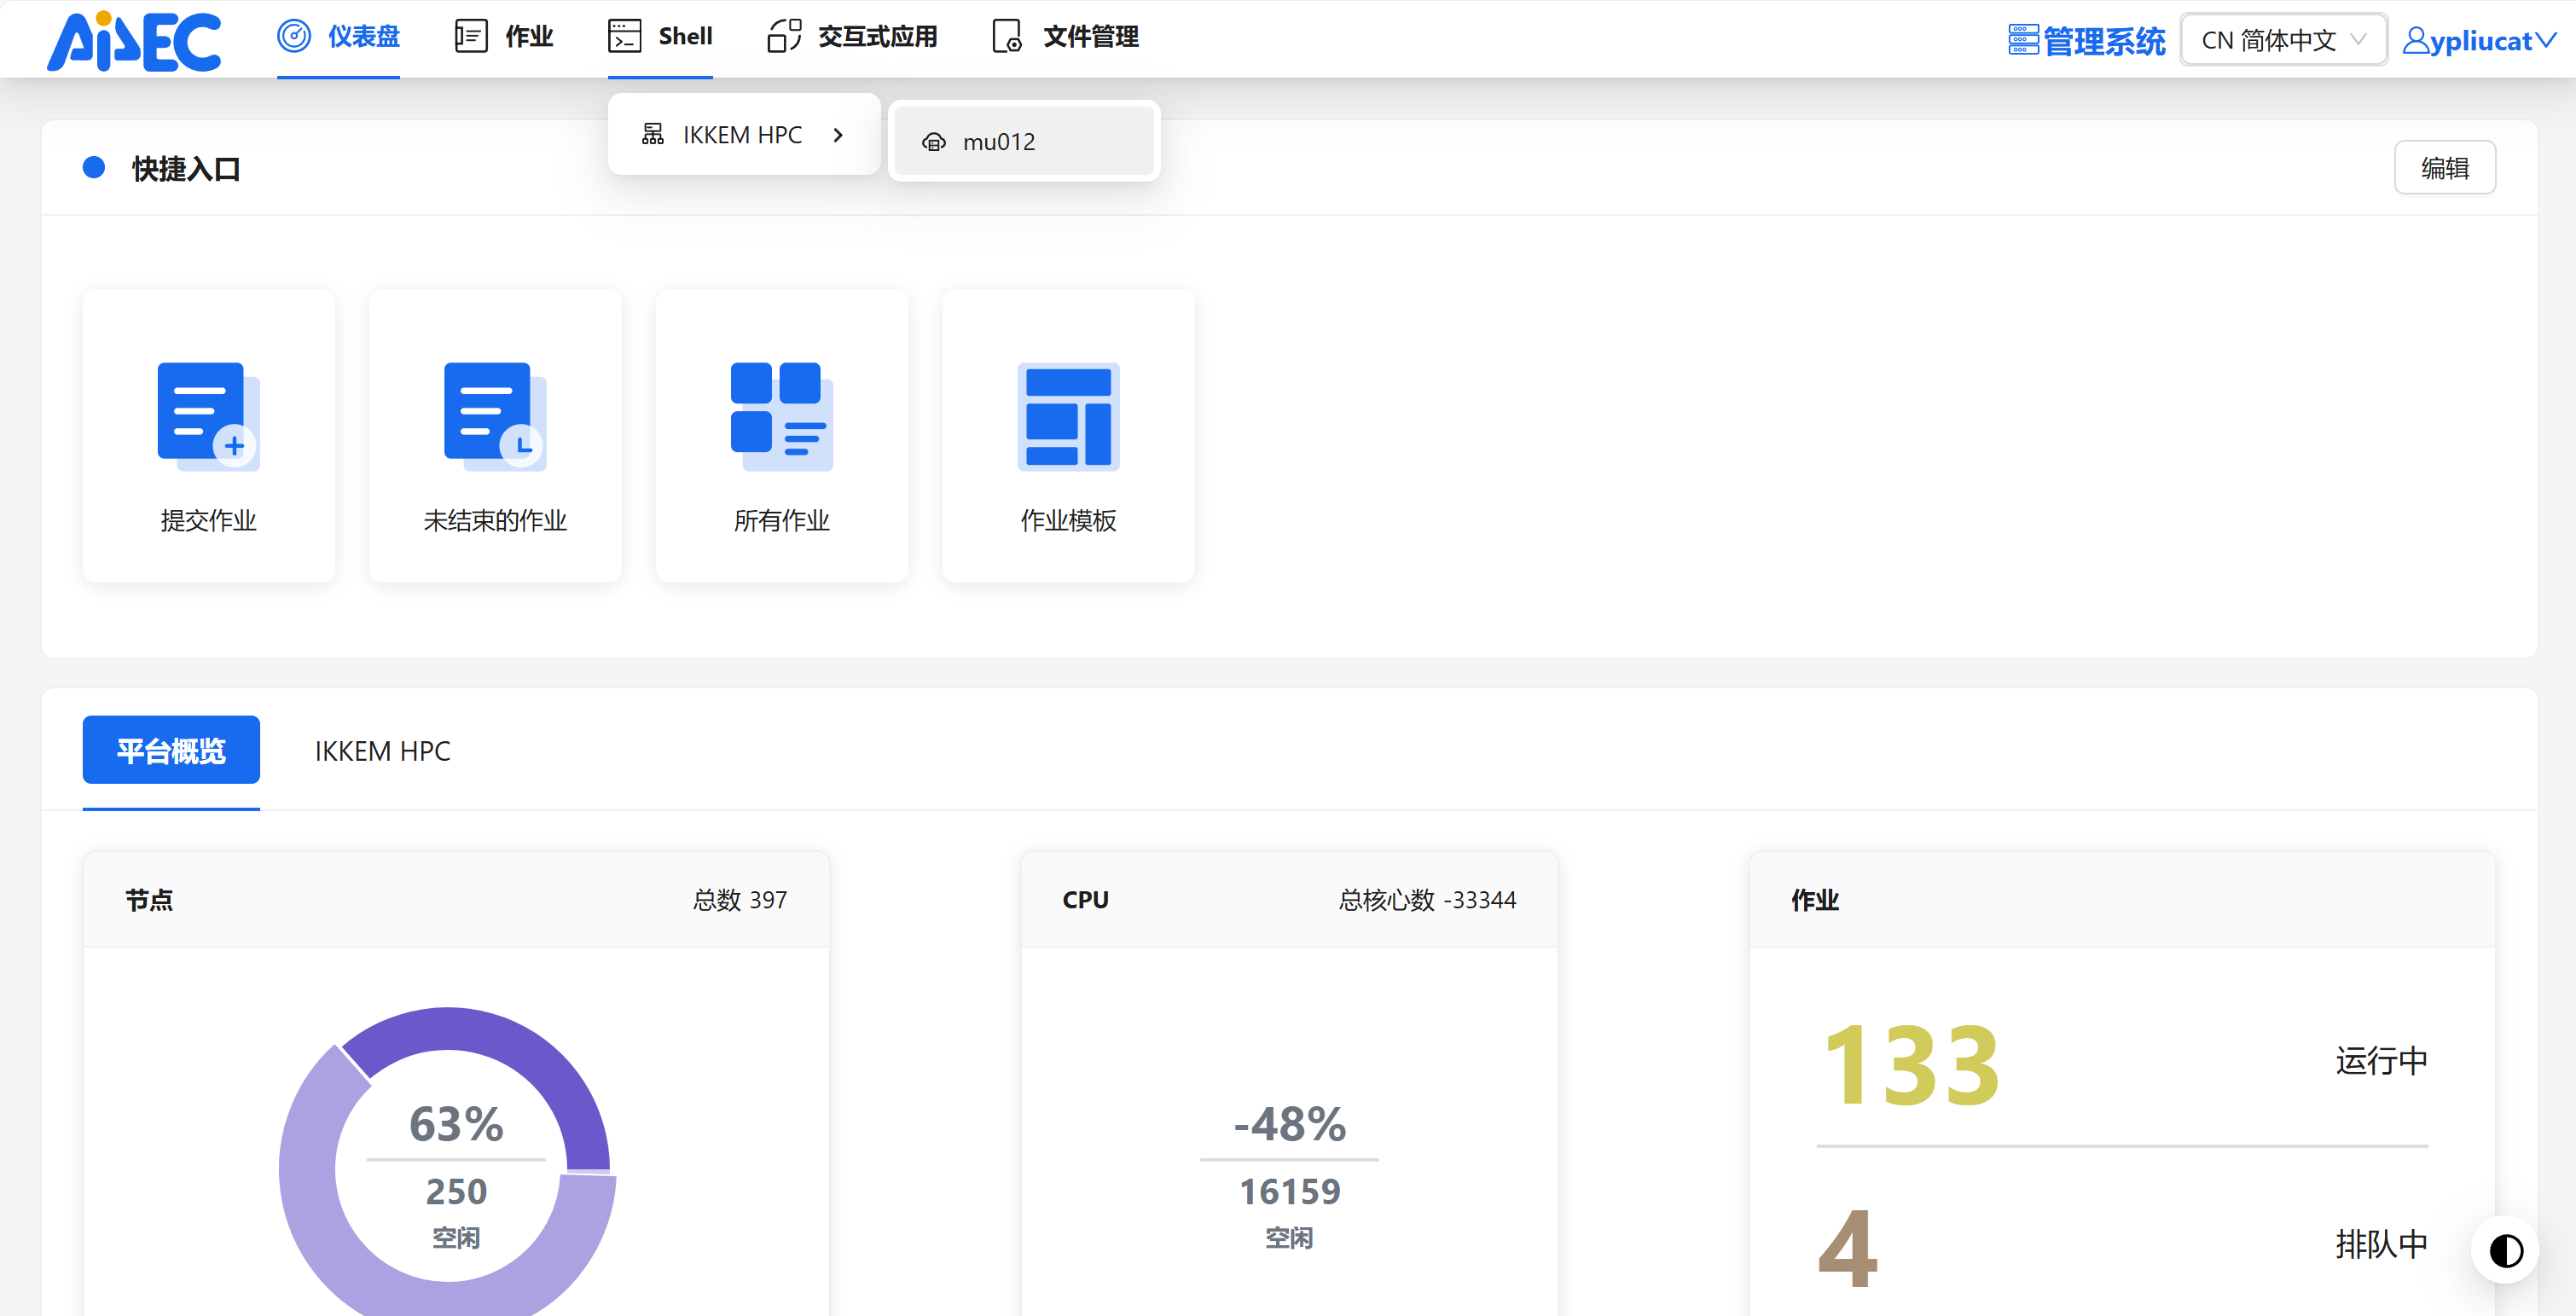 AiDEC 仪表盘 作业 Shell 交互式应用 文件管理 管理系统 CN 简体中文 ypliucat
IKKEM HPC
mu012
快捷入口 编辑
提交作业 未结束的作业 所有作业 作业模板
平台概览 IKKEM HPC
节点 总数 397
CPU 总核心数 -33344
作业
63%
250
空闲
-48%
16159
空闲
133 运行中
4 排队中